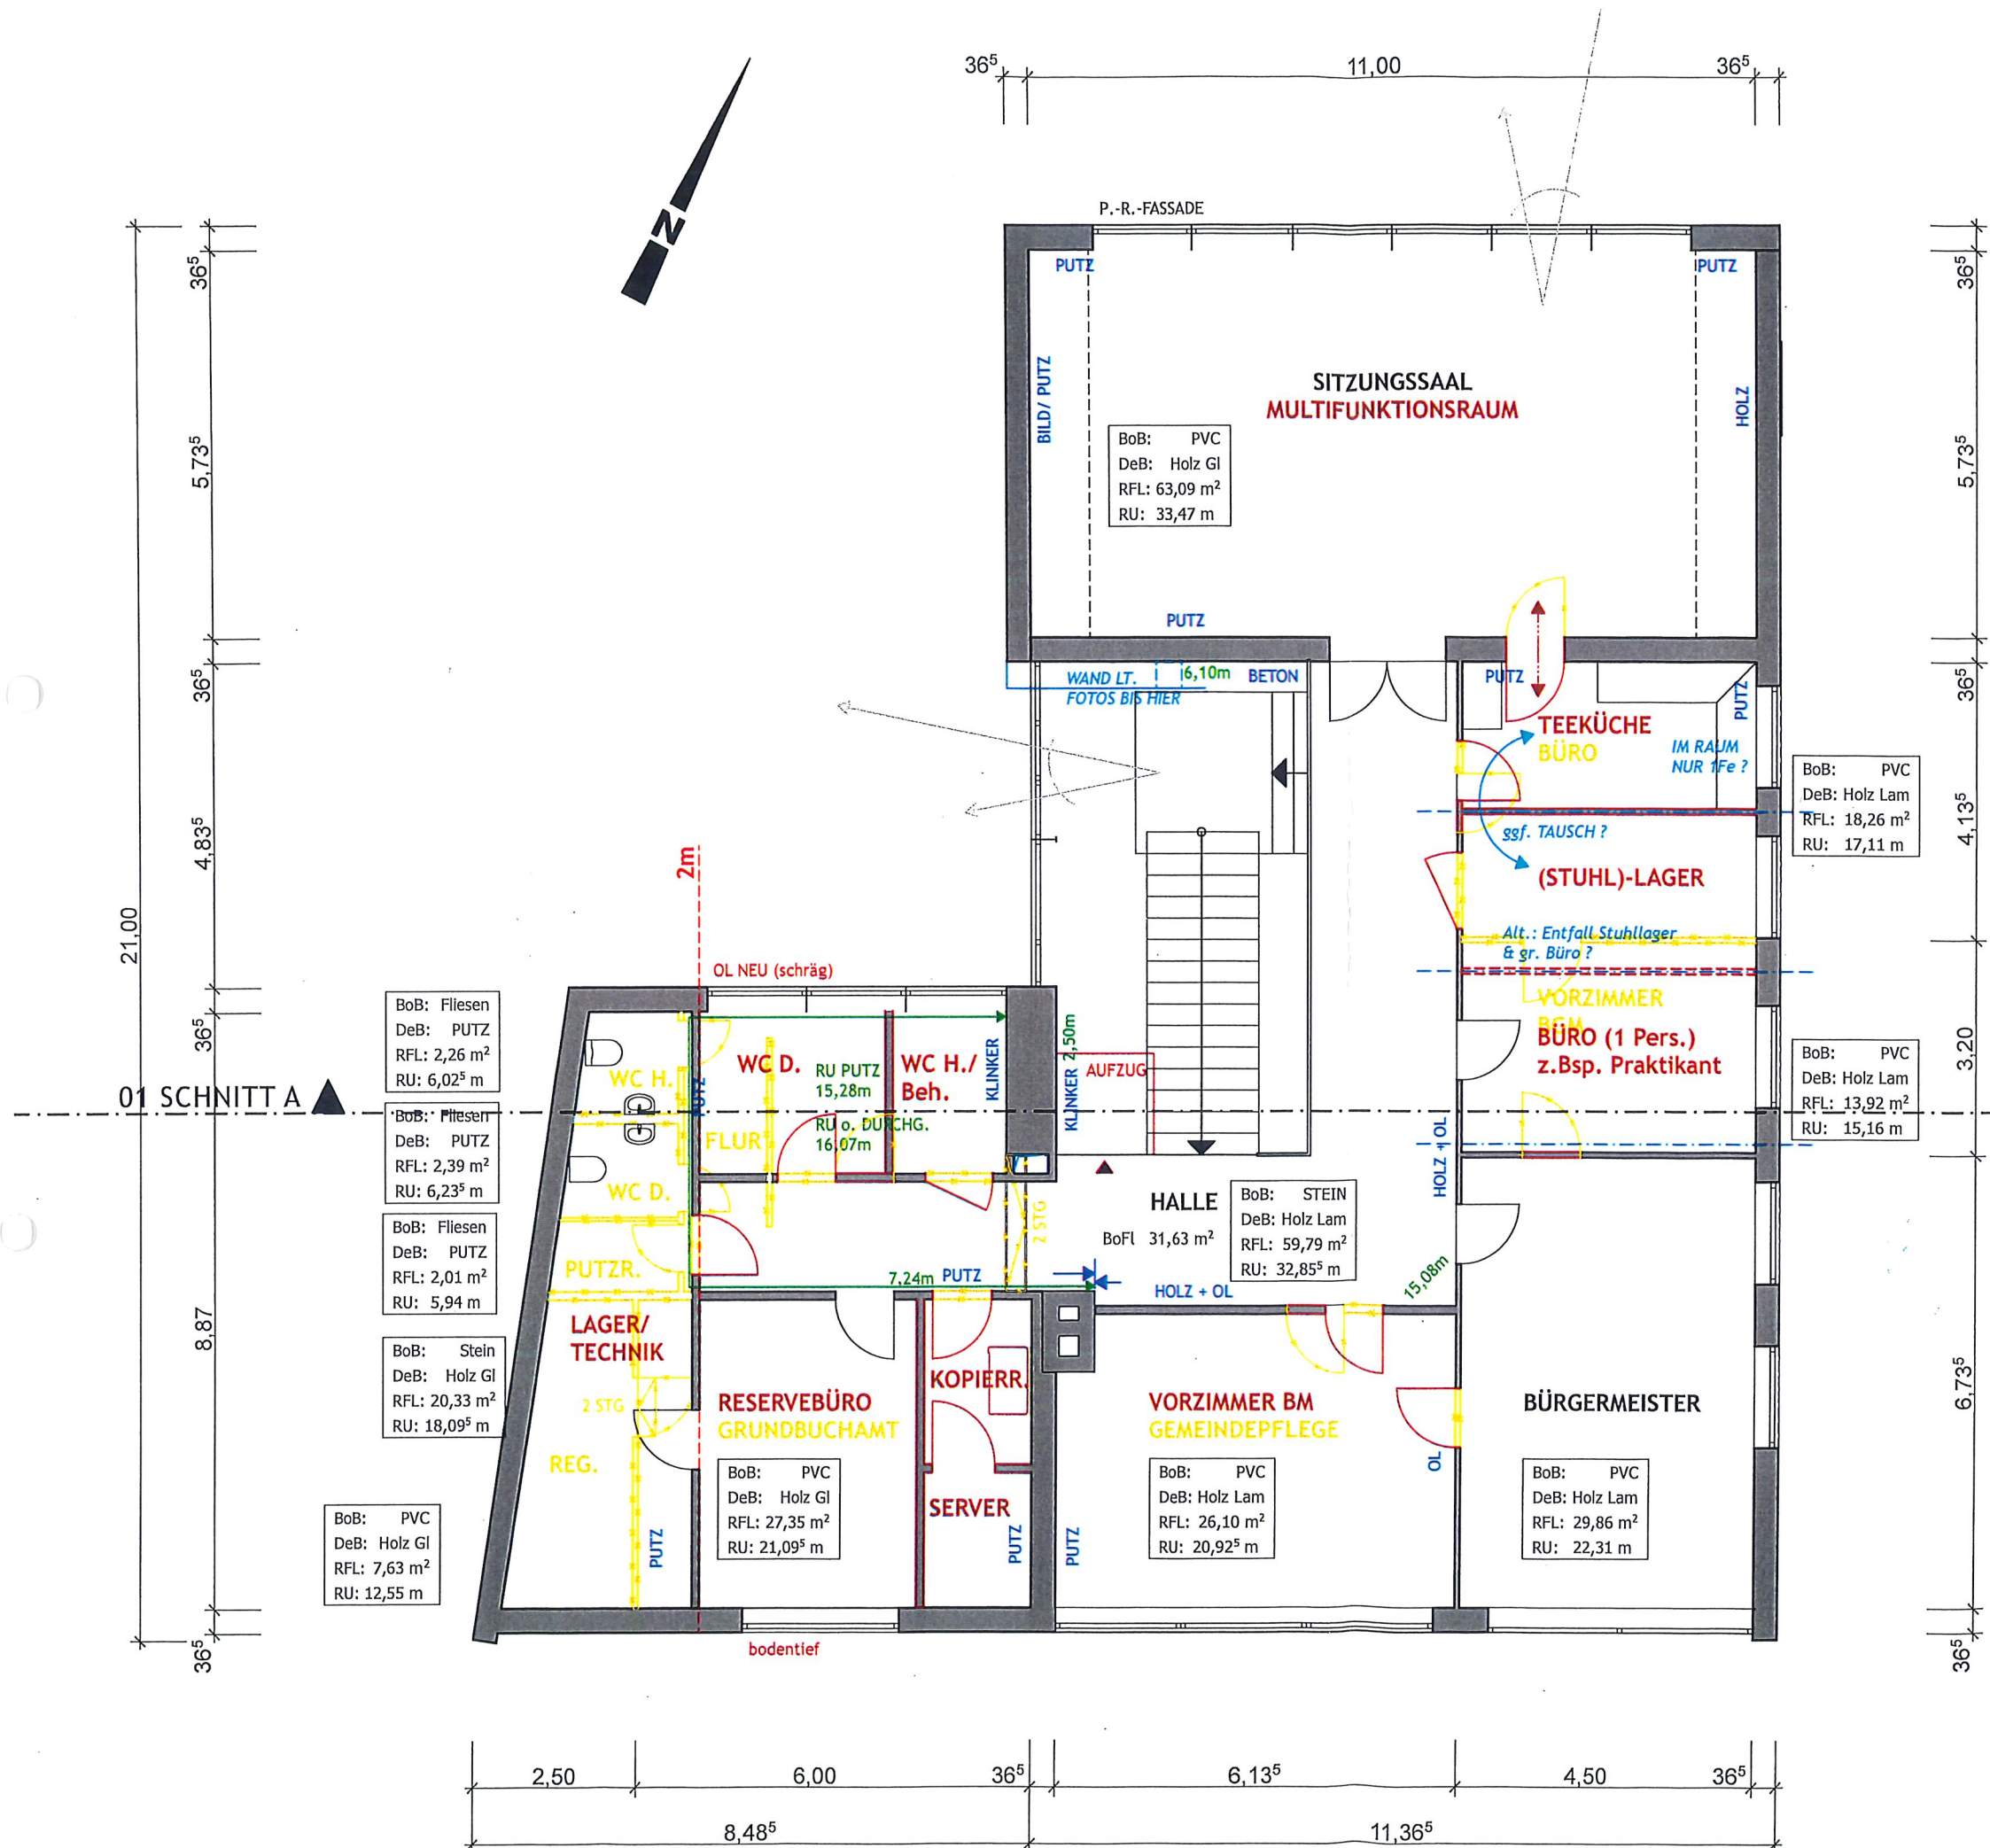 36⁵ 11,00 36⁵
P.-R.-FASSADE
N
PUTZ
PUTZ
BILD/ PUTZ
HOLZ
SITZUNGSSAAL
MULTIFUNKTIONSRAUM
BoB: PVC
DeB: Holz Gl
RFL: 63,09 m²
RU: 33,47 m
PUTZ
36⁵
5,73⁵
36⁵
4,83⁵
36⁵
8,87
36⁵
21,00
36⁵
5,73⁵
36⁵
4,13⁵
3,20
6,73⁵
36⁵
WAND LT.
FOTOS BIS HIER
6,10m
BETON
PUTZ
PUTZ
TEEKÜCHE
BÜRO
IM RAUM
NUR 1Fe ?
BoB: PVC
DeB: Holz Lam
RFL: 18,26 m²
RU: 17,11 m
ggf. TAUSCH ?
(STUHL)-LAGER
Alt.: Entfall Stuhllager
& gr. Büro ?
VORZIMMER
BGM
BÜRO (1 Pers.)
z.Bsp. Praktikant
BoB: PVC
DeB: Holz Lam
RFL: 13,92 m²
RU: 15,16 m
2m
OL NEU (schräg)
BoB: Fliesen
DeB: PUTZ
RFL: 2,26 m²
RU: 6,02⁵ m
01 SCHNITT A
BoB: Fliesen
DeB: PUTZ
RFL: 2,39 m²
RU: 6,23⁵ m
BoB: Fliesen
DeB: PUTZ
RFL: 2,01 m²
RU: 5,94 m
BoB: Stein
DeB: Holz Gl
RFL: 20,33 m²
RU: 18,09⁵ m
BoB: PVC
DeB: Holz Gl
RFL: 7,63 m²
RU: 12,55 m
WC H.
WC D.
PUTZR.
PUTZ
FLUR
WC D.
RU PUTZ
15,28m
RU o. DURCHG.
16,07m
WC H./
Beh.
KLINKER
KLINKER 2,50m
AUFZUG
2 STG
HALLE
BoFl 31,63 m²
BoB: STEIN
DeB: Holz Lam
RFL: 59,79 m²
RU: 32,85⁵ m
HOLZ + OL
7,24m
PUTZ
HOLZ + OL
15,08m
LAGER/
TECHNIK
2 STG
REG.
PUTZ
RESERVEBÜRO
GRUNDBUCHAMT
BoB: PVC
DeB: Holz Gl
RFL: 27,35 m²
RU: 21,09⁵ m
KOPIERR.
SERVER
PUTZ
PUTZ
VORZIMMER BM
GEMEINDEPFLEGE
BoB: PVC
DeB: Holz Lam
RFL: 26,10 m²
RU: 20,92⁵ m
OL
BÜRGERMEISTER
BoB: PVC
DeB: Holz Lam
RFL: 29,86 m²
RU: 22,31 m
bodentief
2,50 6,00 36⁵ 6,13⁵ 4,50 36⁵
8,48⁵ 11,36⁵